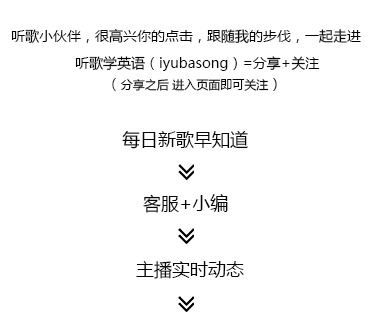 听歌小伙伴，很高兴你的点击，跟随我的步伐，一起走进
听歌学英语（iyubasong）=分享+关注
（分享之后 进入页面即可关注）
每日新歌早知道
客服+小编
主播实时动态